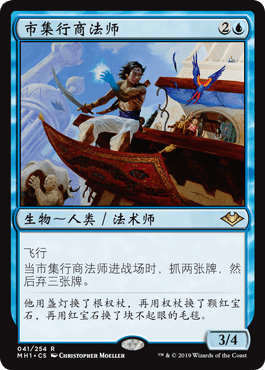 市集行商法师 2
生物～人类／法术师
飞行
当市集行商法师进战场时，抓两张牌，然
后弃三张牌。
他用盏灯换了根权杖，再用权杖换了颗红宝
石，再用红宝石换了块不起眼的毛毯。
3/4
041/254 R
MH1 • CS Christopher Moeller
™ & © 2019 Wizards of the Coast